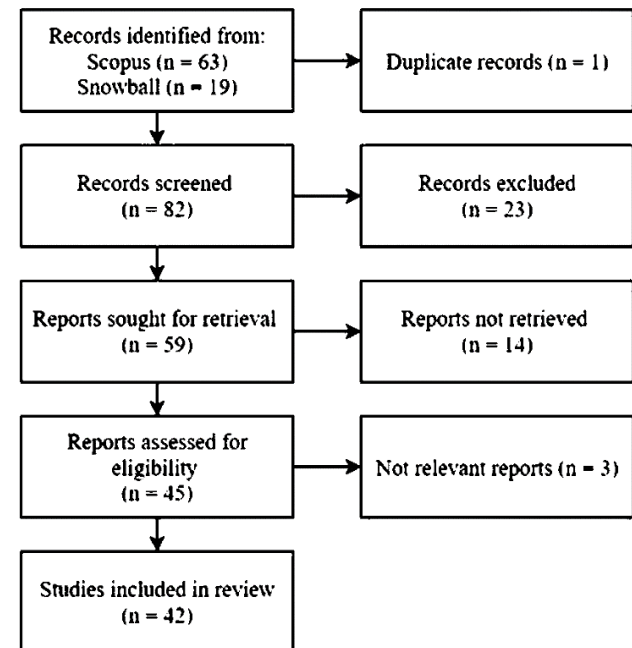 Records identified from:
Scopus (n = 63)
Snowball (n = 19)
Duplicate records (n = 1)
Records screened
(n = 82)
Records excluded
(n = 23)
Reports sought for retrieval
(n = 59)
Reports not retrieved
(n = 14)
Reports assessed for
eligibility
(n = 45)
Not relevant reports (n = 3)
Studies included in review
(n = 42)